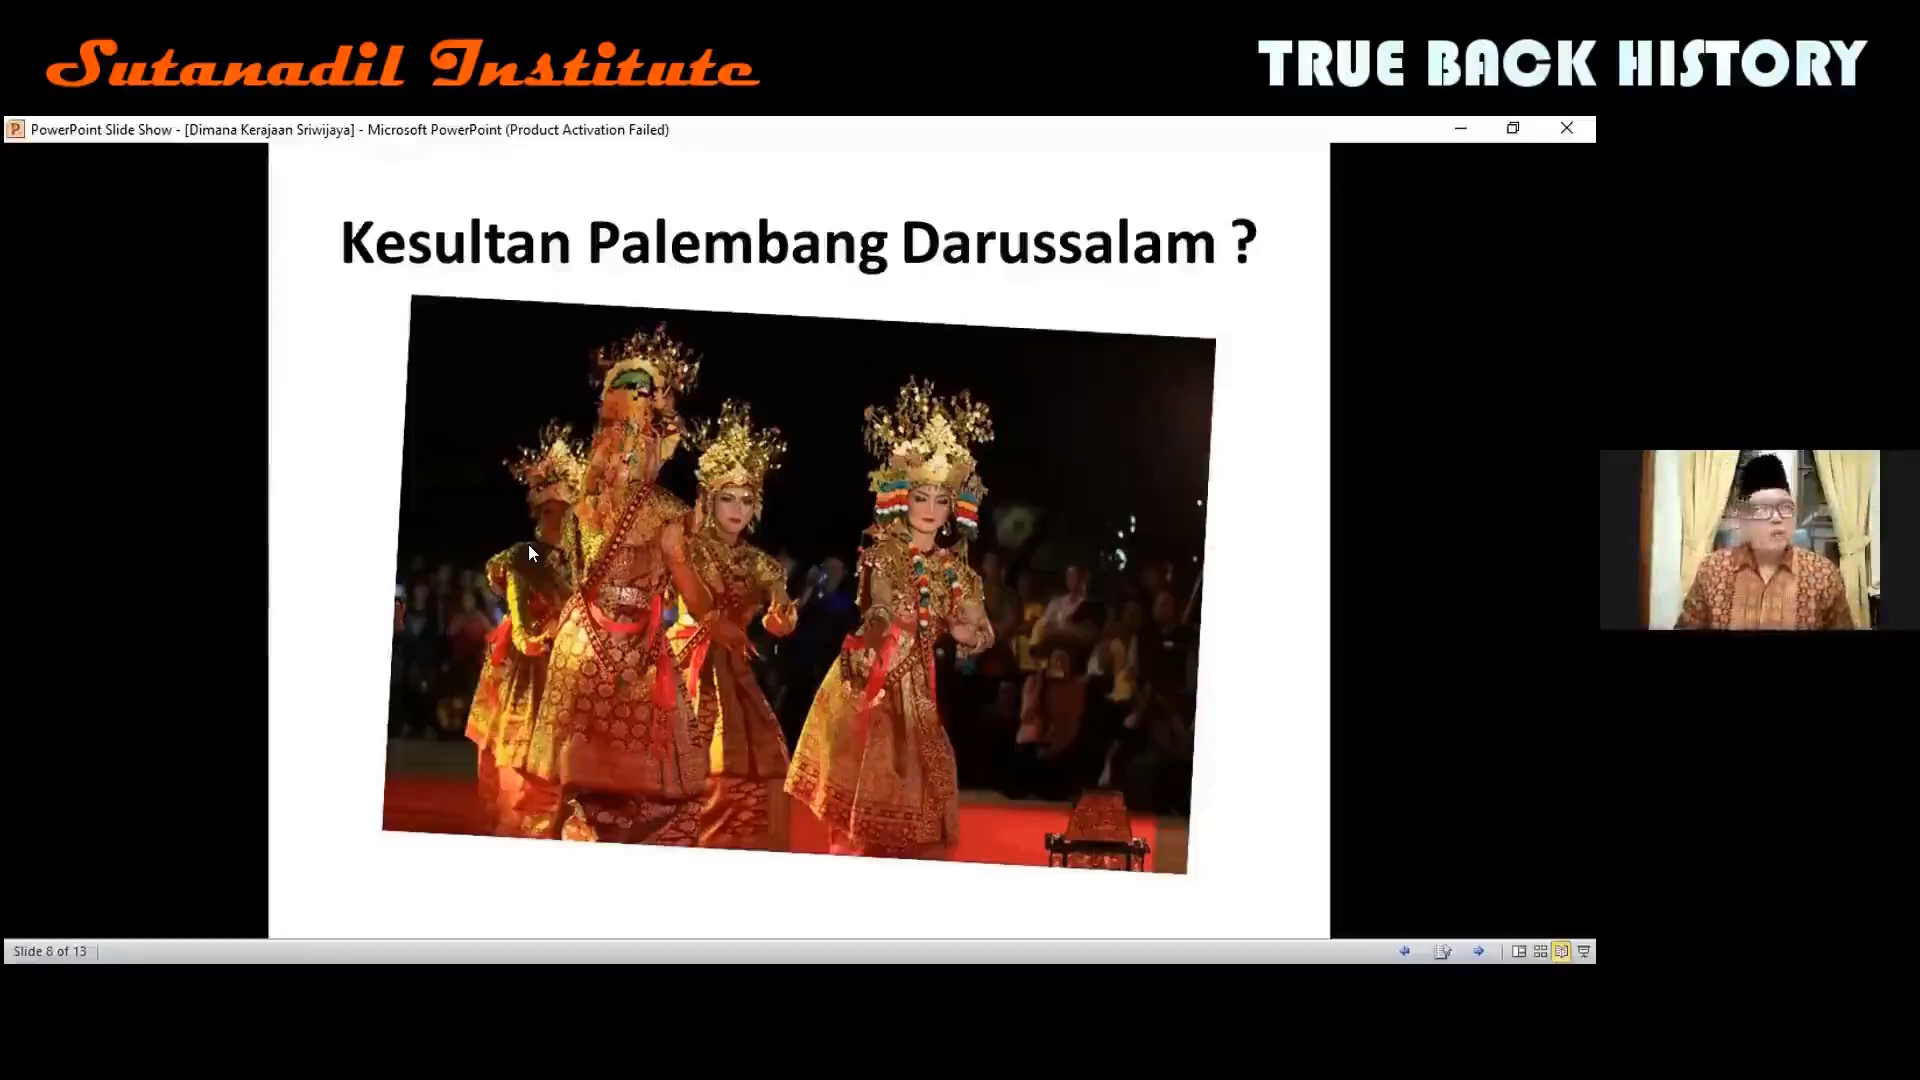 Sutanadil Institute
TRUE BACK HISTORY
PowerPoint Slide Show - [Dimana Kerajaan Sriwijaya] - Microsoft PowerPoint (Product Activation Failed)
Kesultan Palembang Darussalam ?
Slide 8 of 13